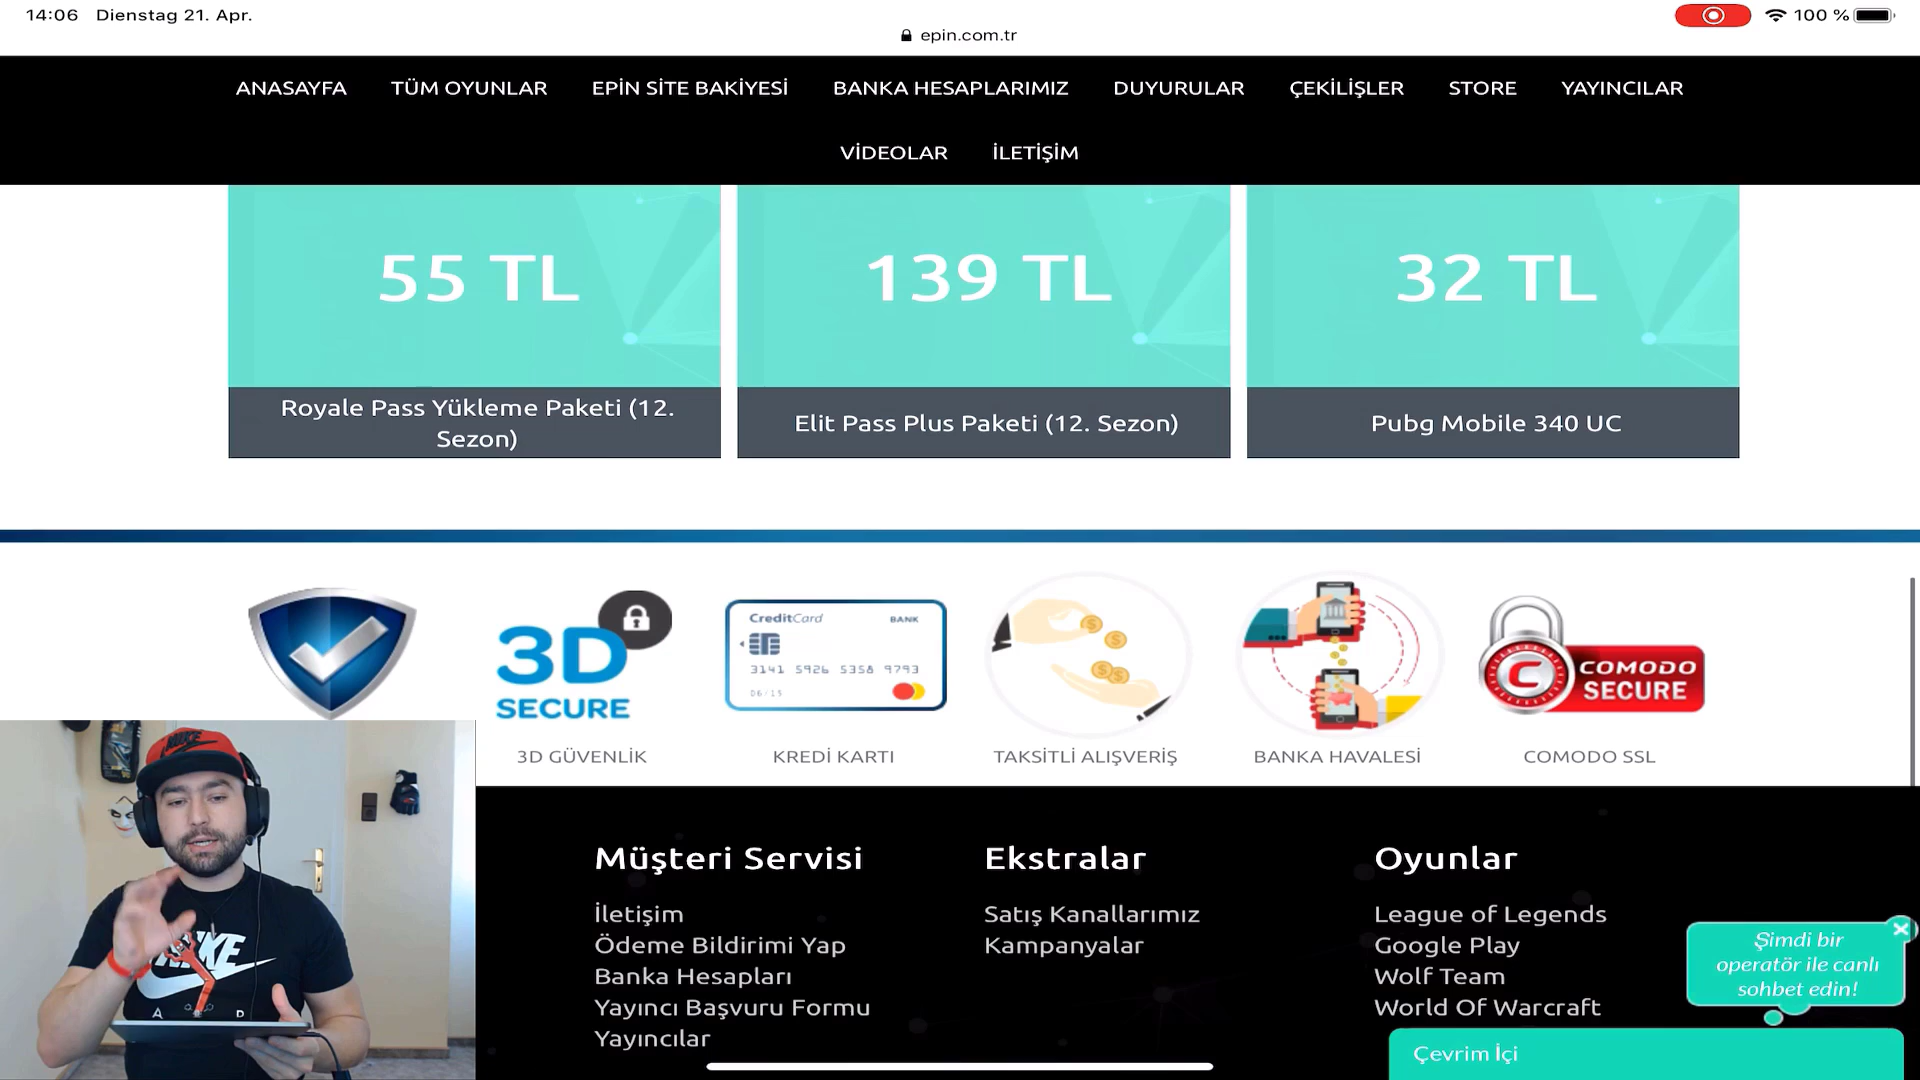 14:06 Dienstag 21. Apr.
100 %
epin.com.tr
ANASAYFA TÜM OYUNLAR EPİN SİTE BAKİYESİ BANKA HESAPLARIMIZ DUYURULAR ÇEKİLİŞLER STORE YAYINCILAR
VİDEOLAR İLETİŞİM
55 TL
139 TL
32 TL
Royale Pass Yükleme Paketi (12.
Sezon)
Elit Pass Plus Paketi (12. Sezon)
Pubg Mobile 340 UC
3D
SECURE
CreditCard BANK
3141 5926 5358 9793
06/15
C COMODO
SECURE
3D GÜVENLİK
KREDİ KARTI
TAKSİTLİ ALIŞVERİŞ
BANKA HAVALESİ
COMODO SSL
NIKE
NIKE
Müşteri Servisi
İletişim
Ödeme Bildirimi Yap
Banka Hesapları
Yayıncı Başvuru Formu
Yayıncılar
Ekstralar
Satış Kanallarımız
Kampanyalar
Oyunlar
League of Legends
Google Play
Wolf Team
World Of Warcraft
Şimdi bir
operatör ile canlı
sohbet edin!
Çevrim İçi